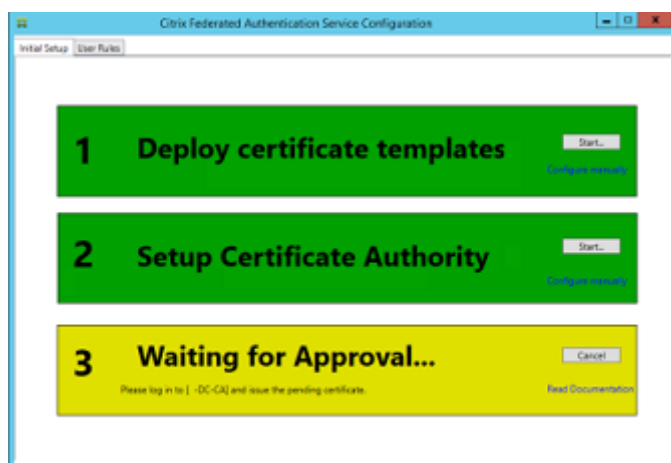 Citrix Federated Authentication Service Configuration
Initial Setup User Rules
1 Deploy certificate templates
Start...
Configure manually
2 Setup Certificate Authority
Start...
Configure manually
3 Waiting for Approval...
Cancel
Please log in to [ -DC-CA] and issue the pending certificate.
Read Documentation